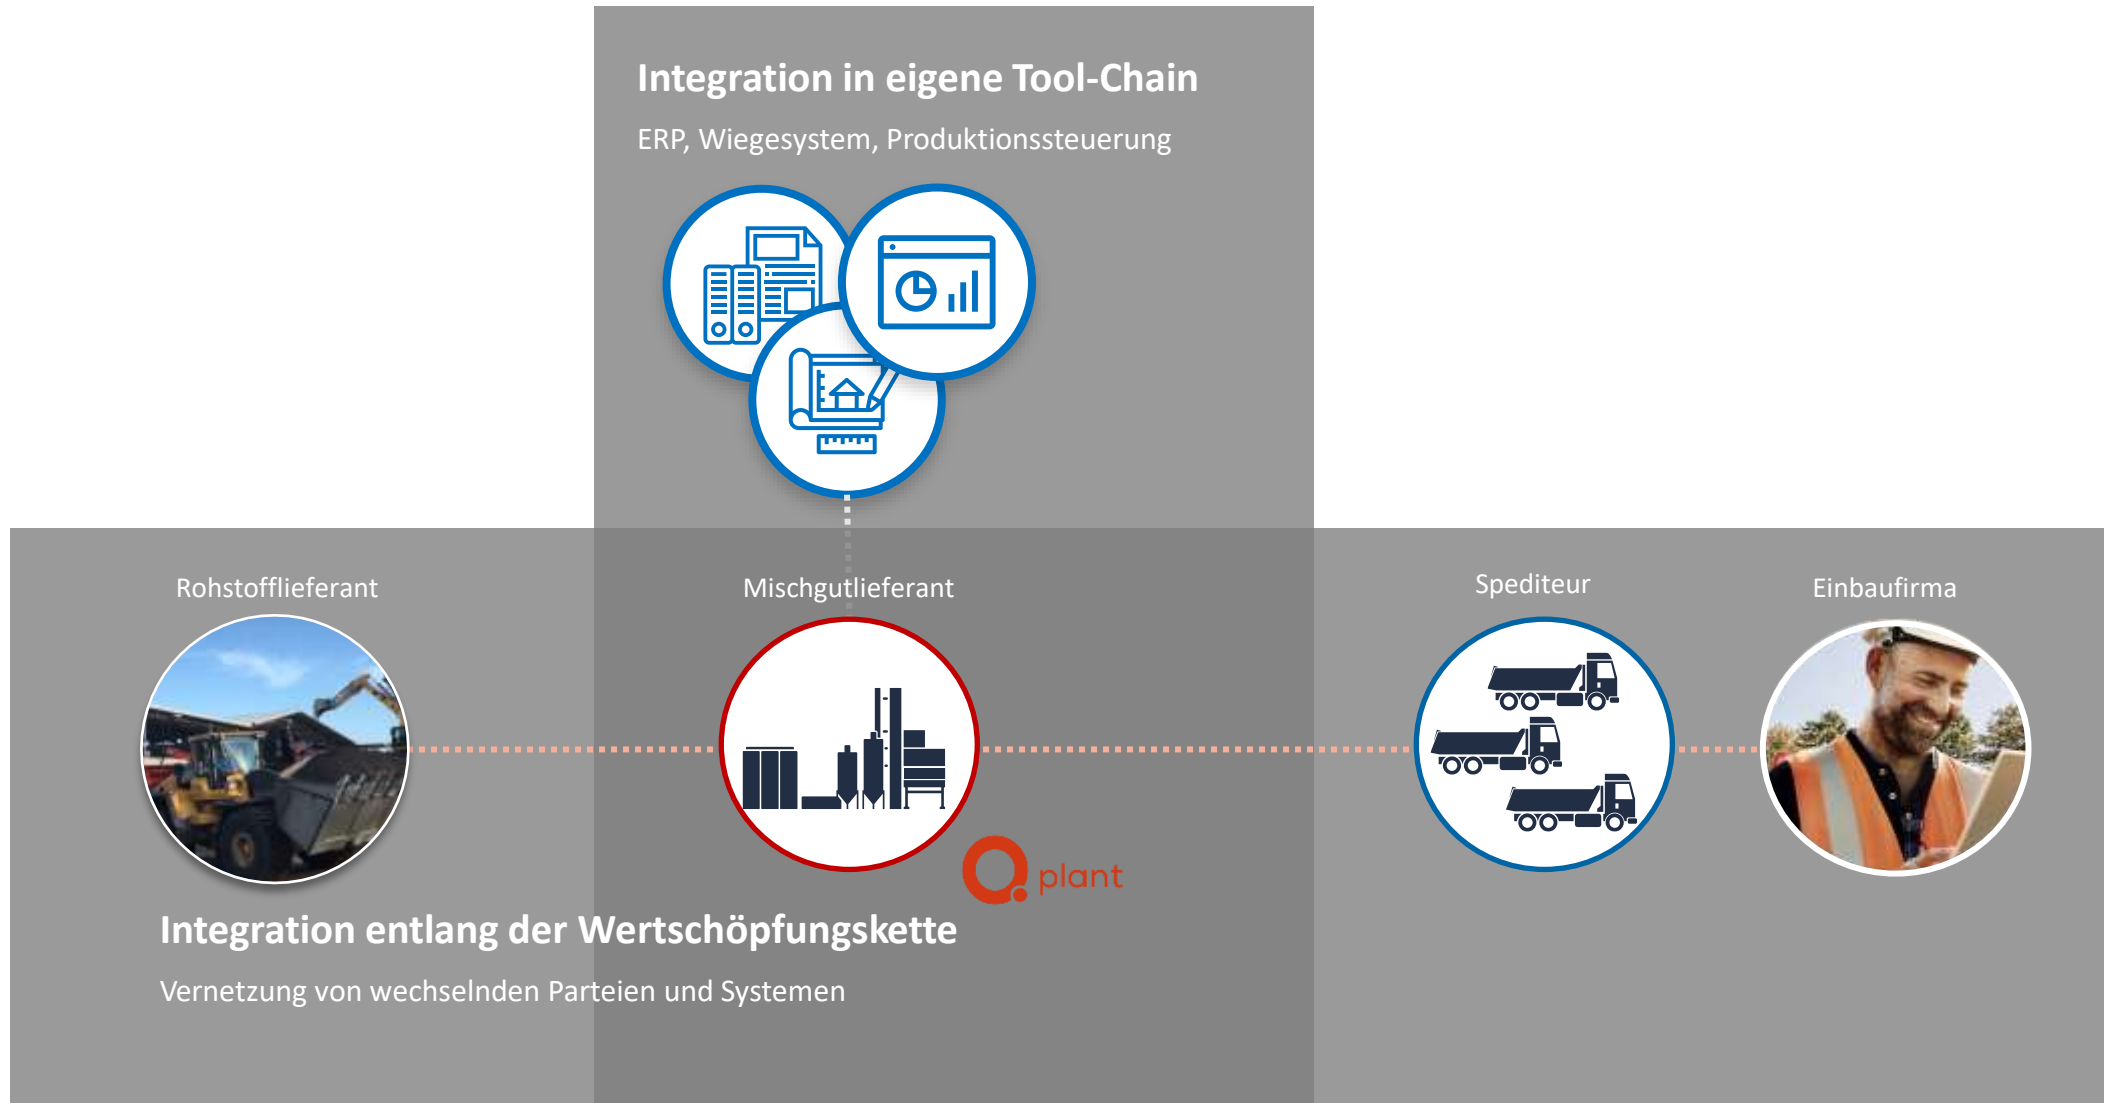 Integration in eigene Tool-Chain
ERP, Wiegesystem, Produktionssteuerung
Rohstofflieferant
Mischgutlieferant
Spediteur
Einbaufirma
Q plant
Integration entlang der Wertschöpfungskette
Vernetzung von wechselnden Parteien und Systemen